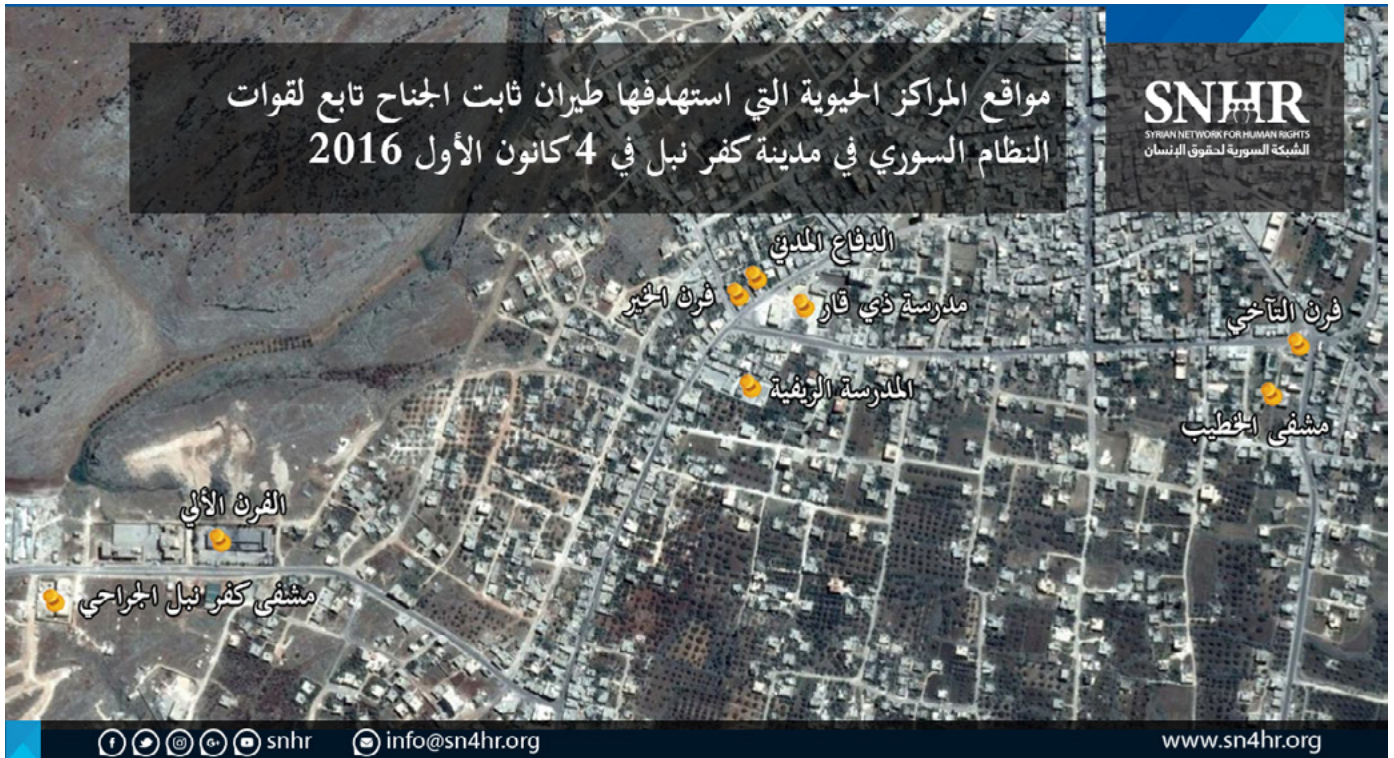 مواقع المراكز الحيوية التي استهدفها طيران ثابت الجناح تابع لقوات
النظام السوري في مدينة كفر نبل في 4 كانون الأول 2016
SNHR
SYRIAN NETWORK FOR HUMAN RIGHTS
الشبكة السورية لحقوق الإنسان
الدفاع المدني
فرن الخير
مدرسة ذي قار
فرن التآخي
المدرسة الريفية
مشفى الخطيب
الفرن الألي
مشفى كفر نبل الجراحي
snhr
info@sn4hr.org
www.sn4hr.org